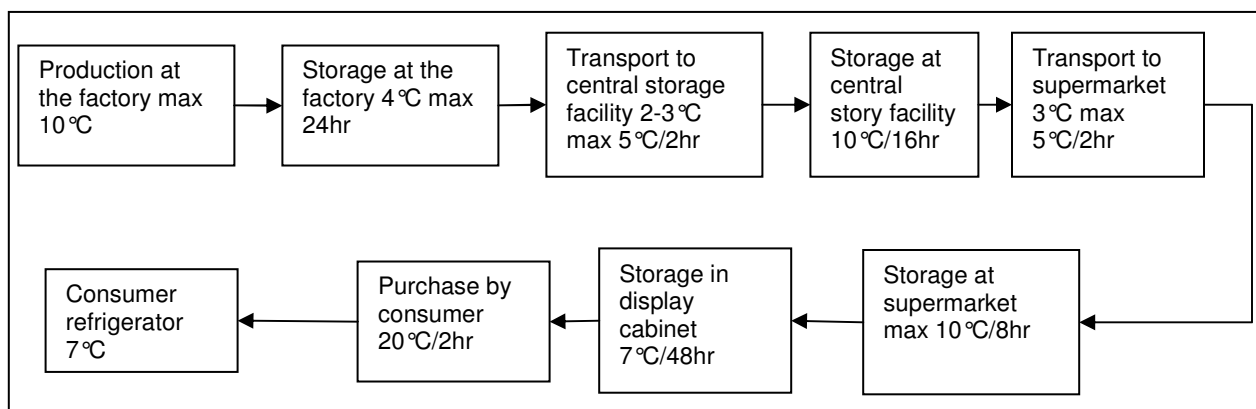 Production at
the factory max
10°C
Storage at the
factory 4°C max
24hr
Transport to
central storage
facility 2-3°C
max 5°C/2hr
Storage at
central
story facility
10°C/16hr
Transport to
supermarket
3°C max
5°C/2hr
Storage at
supermarket
max 10°C/8hr
Storage in
display
cabinet
7°C/48hr
Purchase by
consumer
20°C/2hr
Consumer
refrigerator
7°C